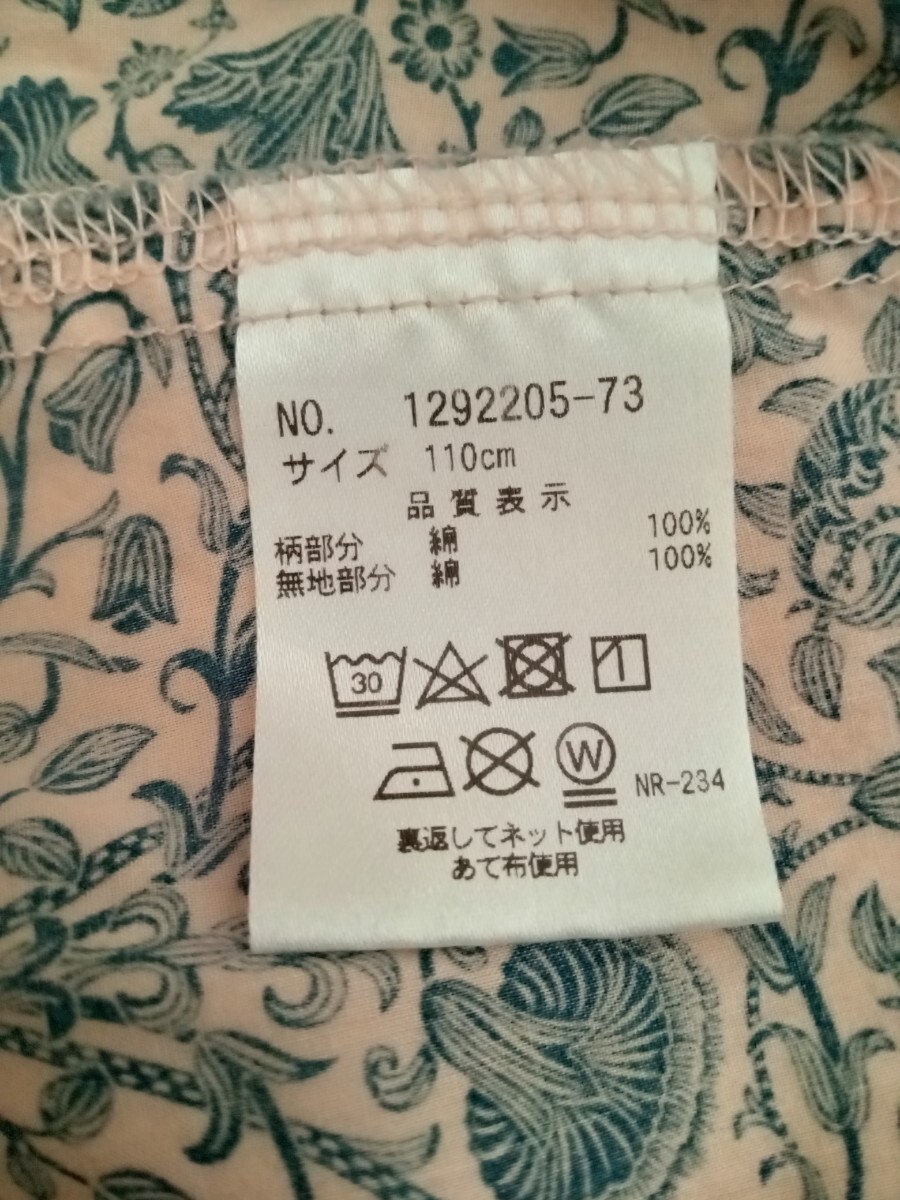 NO. 1292205-73
サイズ 110cm
品質表示
柄部分 綿 100%
無地部分 綿 100%
30
W NR-234
裏返してネット使用
あて布使用